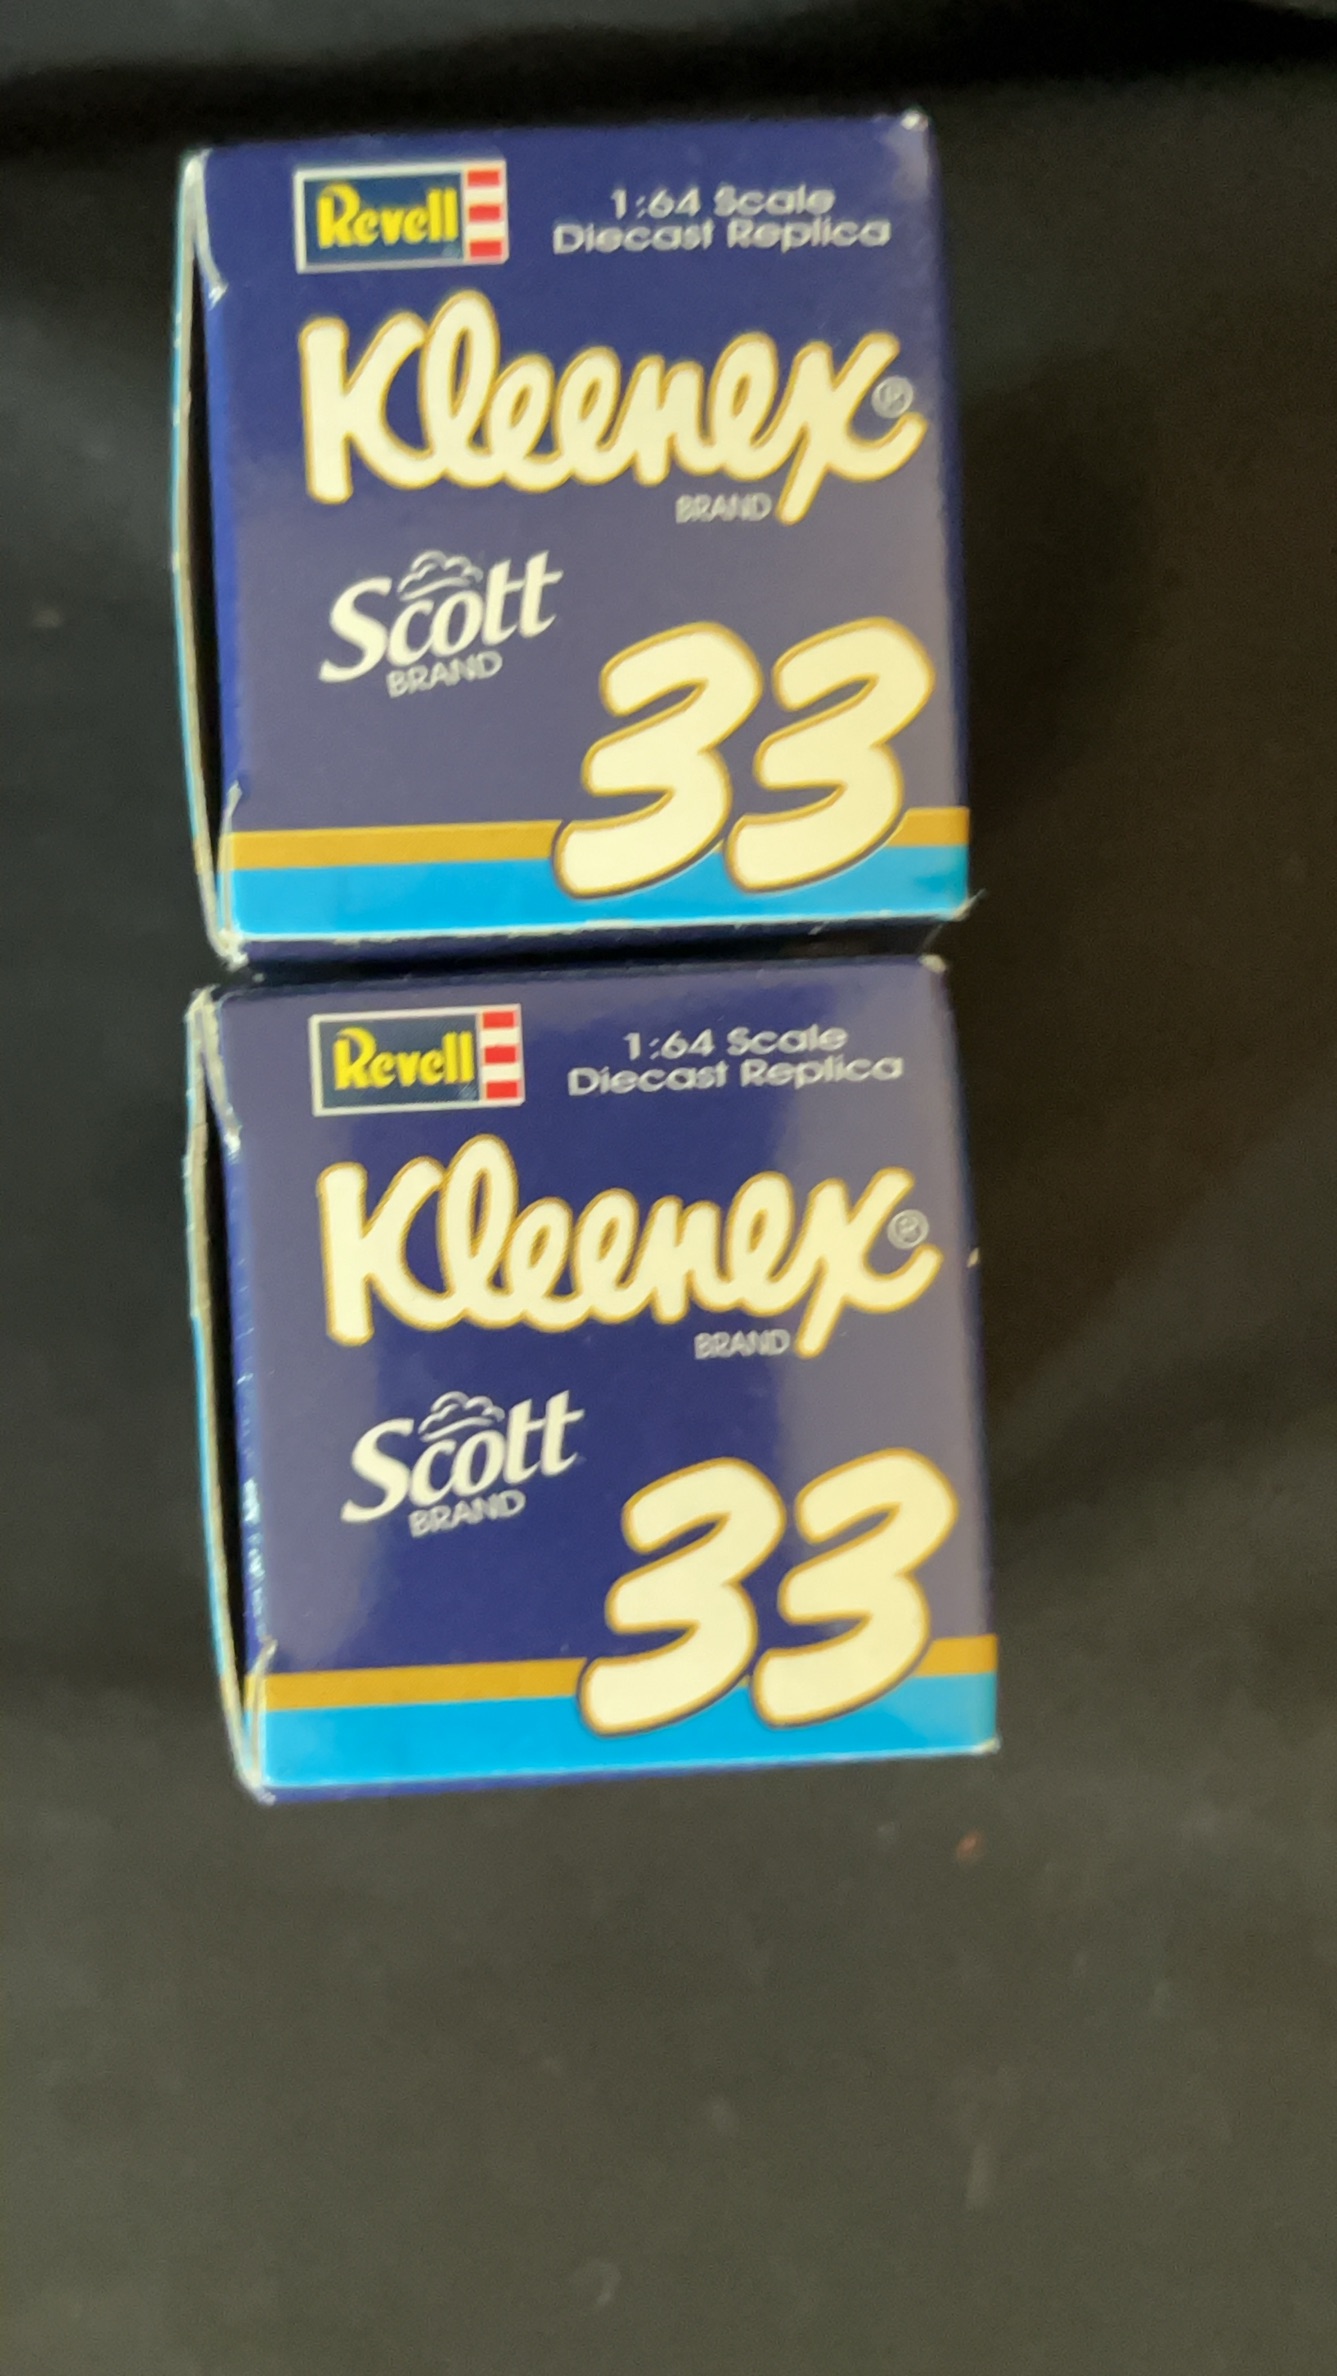 Revell
1:64 Scale
Diecast Replica
Kleenex®
BRAND
Scott
BRAND
33
Revell
1:64 Scale
Diecast Replica
Kleenex®
BRAND
Scott
BRAND
33